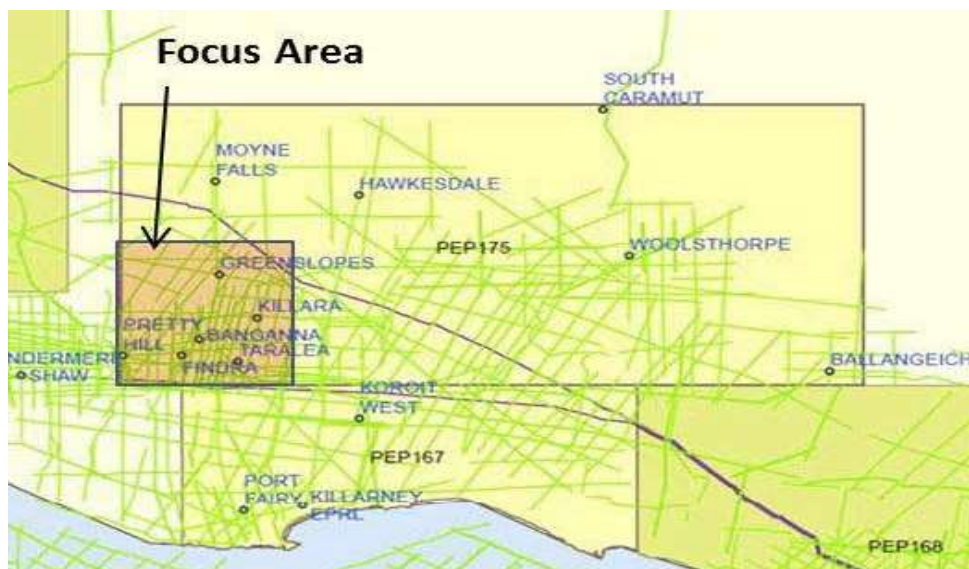 Focus Area
SOUTH
CARAMUT
MOYNE
FALLS
HAWKESDALE
PEP175
WOOLSTHORPE
GREENSLOPES
KILLARA
PRETTY
HILL
BANGANNA
TARALEA
FINDRA
NDERMERE
SHAW
BALLANGEICH
KOROIT
WEST
PEP167
PORT
FAIRY
KILLARNEY
EPRL
PEP168